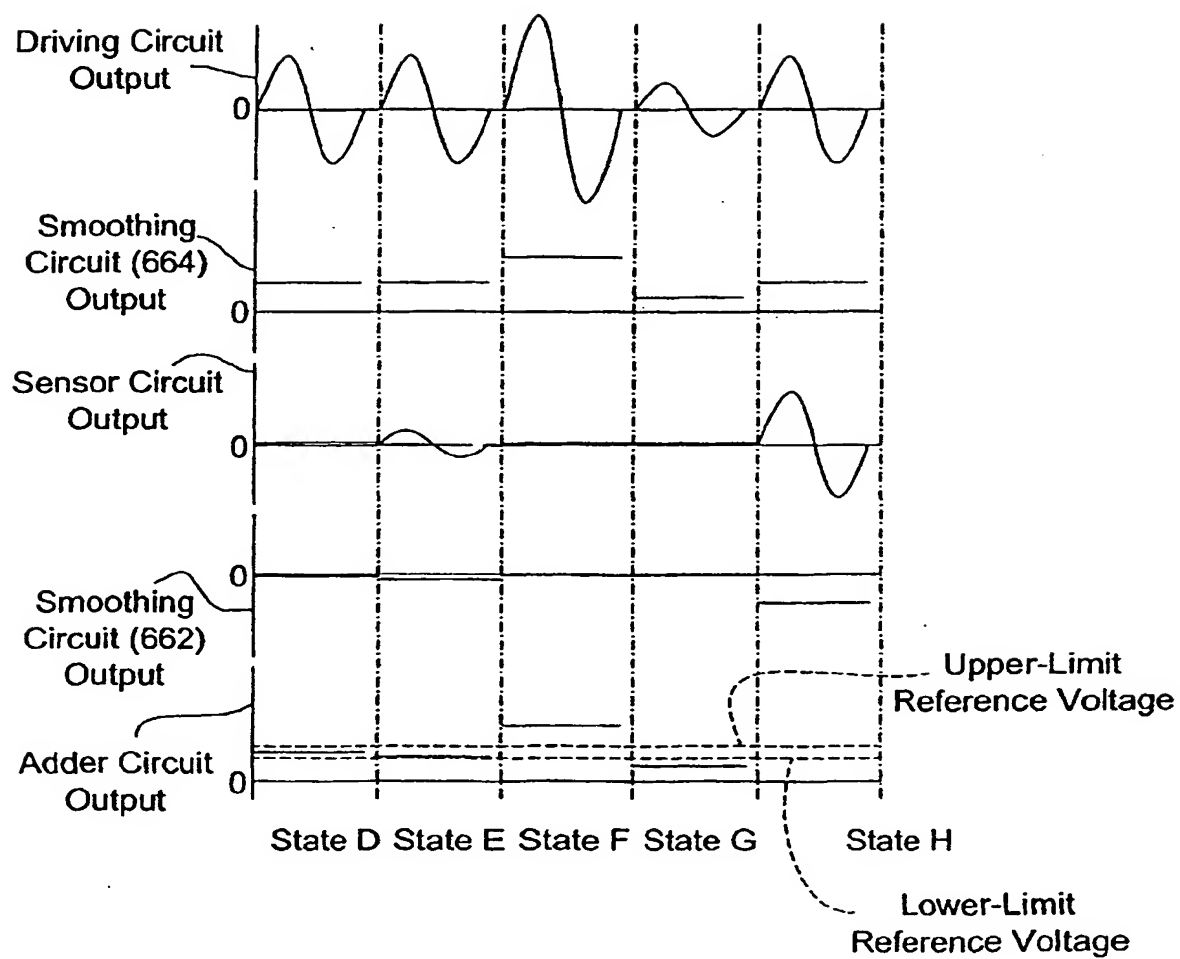 Driving Circuit
Output
0
Smoothing
Circuit (664)
Output
0
Sensor Circuit
Output
0
0
Smoothing
Circuit (662)
Output
Upper-Limit
Reference Voltage
Adder Circuit
Output
0
State D State E State F State G State H
Lower-Limit
Reference Voltage